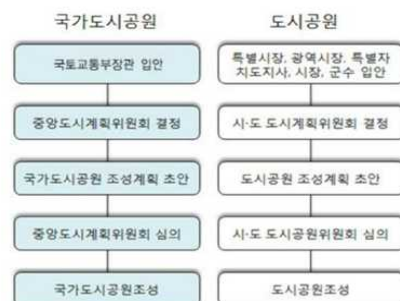 국가도시공원
도시공원
국토교통부장관 입안
특별시장, 광역시장, 특별자
치도지사, 시장, 군수 입안
중앙도시계획위원회 결정
시·도 도시계획위원회 결정
국가도시공원 조성계획 초안
도시공원 조성계획 초안
중앙도시계획위원회 심의
시·도 도시공원위원회 심의
국가도시공원조성
도시공원조성